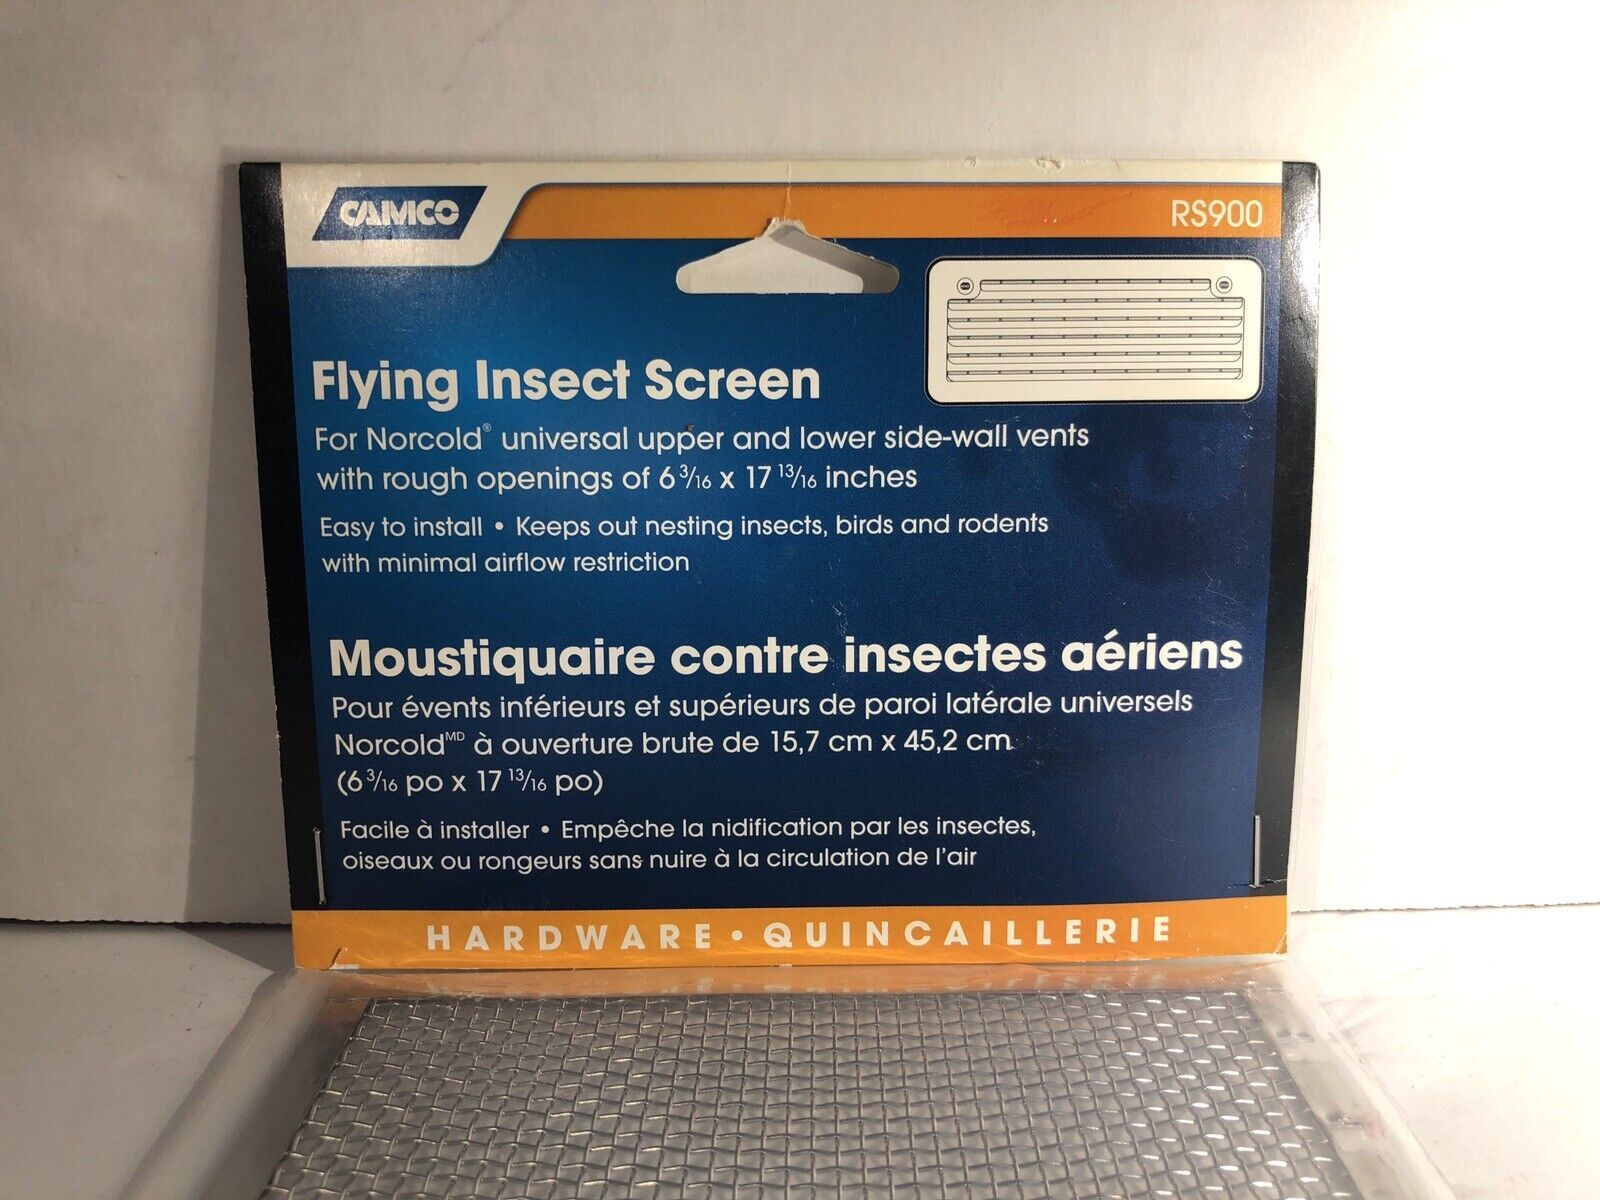 CAMCO
RS900
Flying Insect Screen
For Norcold® universal upper and lower side-wall vents
with rough openings of 6 3/16 x 17 13/16 inches
Easy to install • Keeps out nesting insects, birds and rodents
with minimal airflow restriction
Moustiquaire contre insectes aériens
Pour évents inférieurs et supérieurs de paroi latérale universels
Norcold MD à ouverture brute de 15,7 cm x 45,2 cm
(6 3/16 po x 17 13/16 po)
Facile à installer • Empêche la nidification par les insectes,
oiseaux ou rongeurs sans nuire à la circulation de l'air
HARDWARE • QUINCAILLERIE